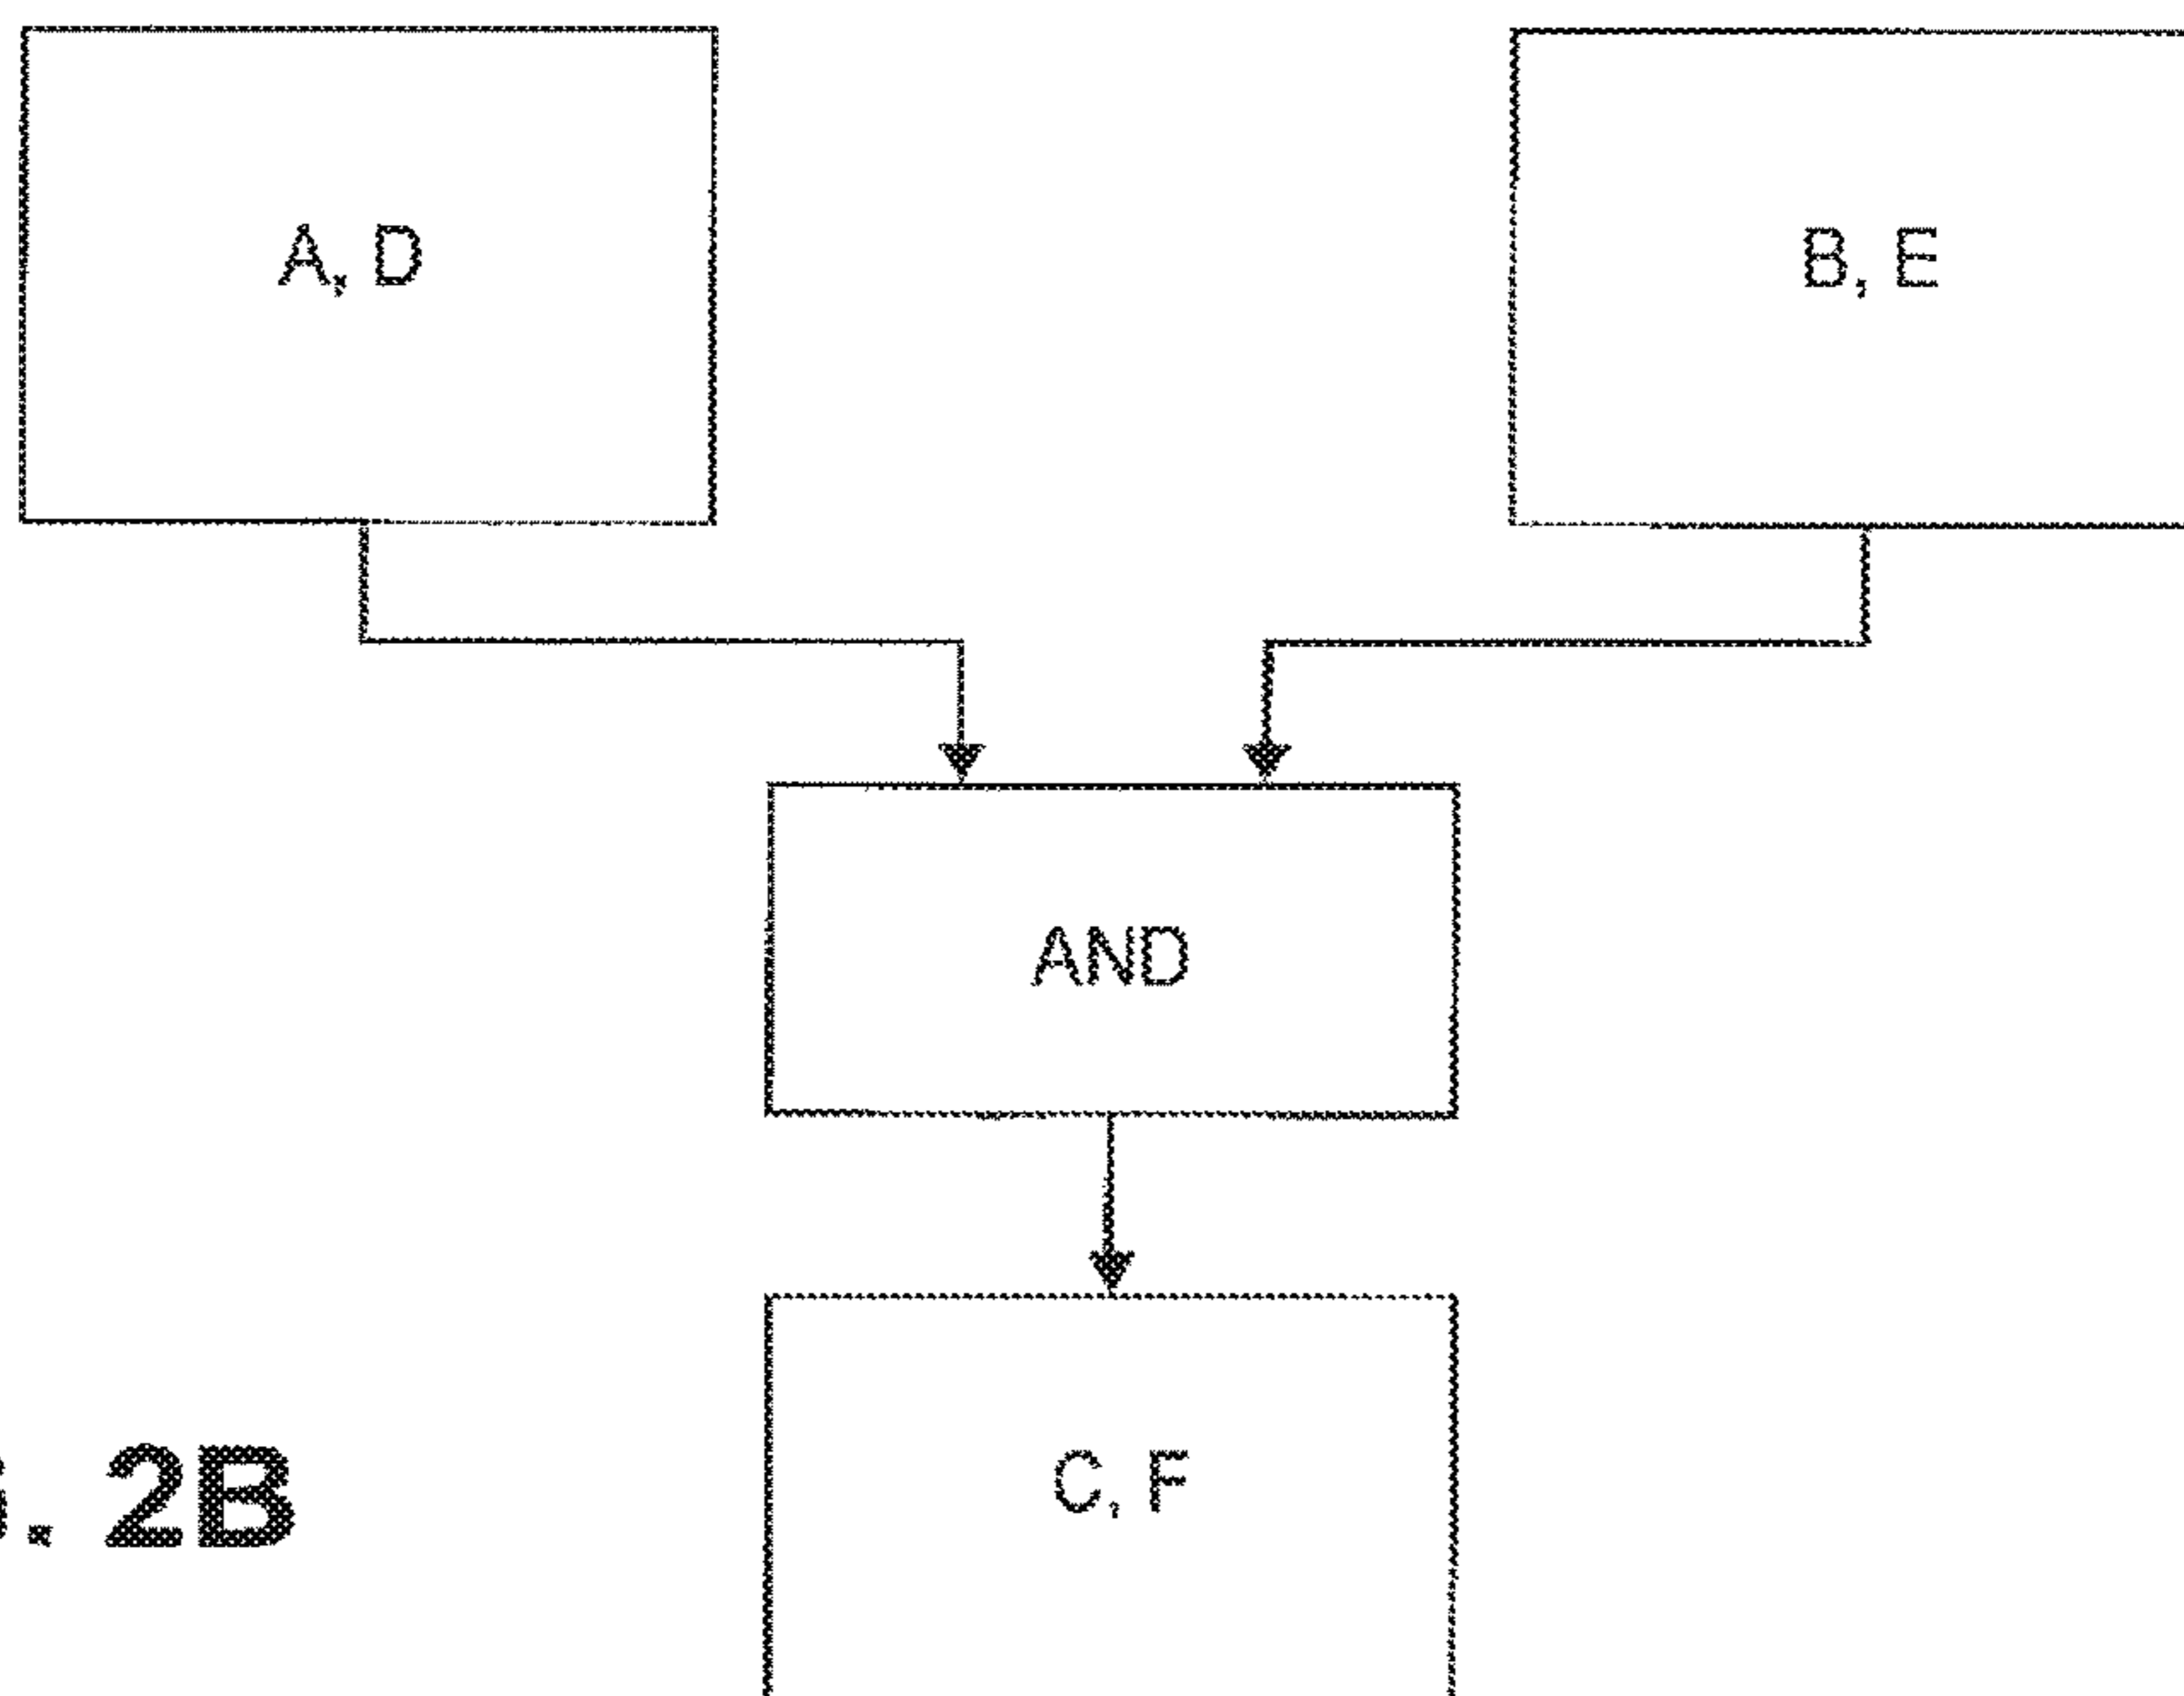 A, D
B, E
AND
C, F
2B